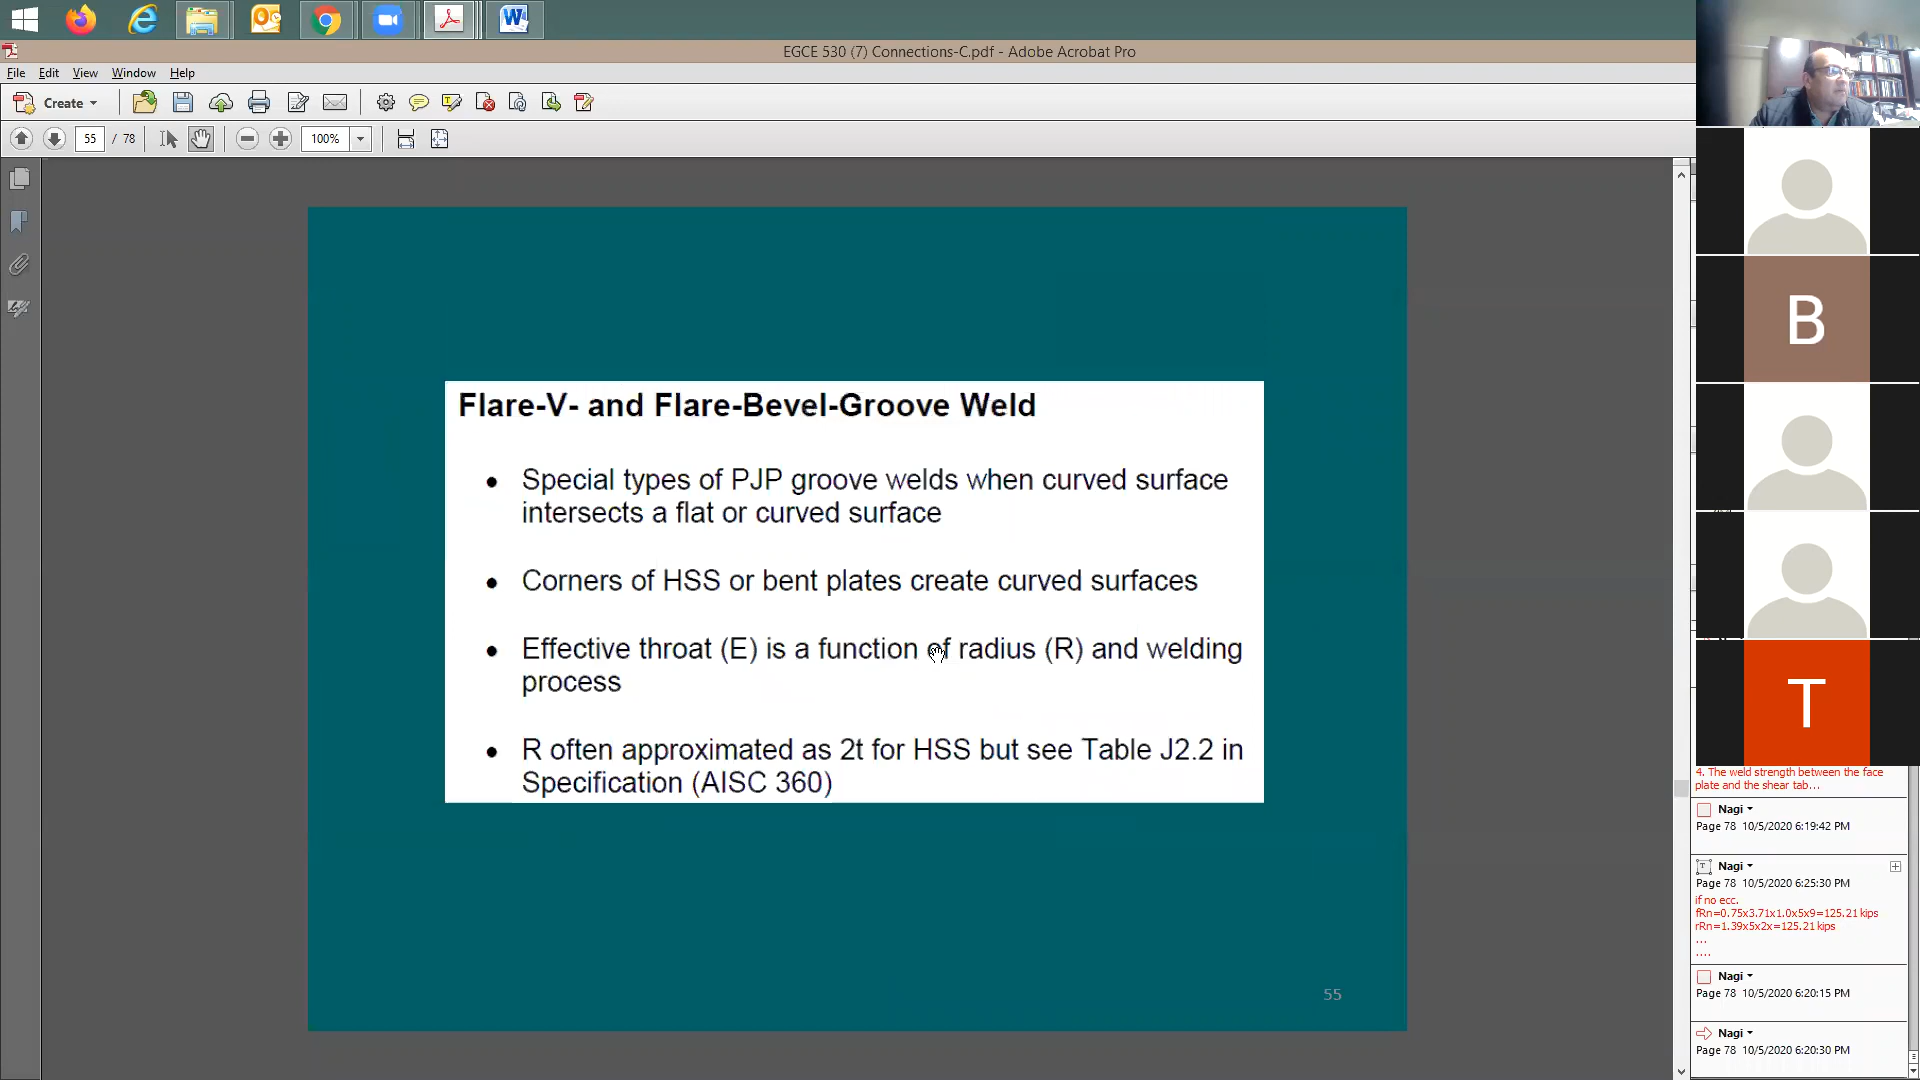 EGCE 530 (7) Connections-C.pdf - Adobe Acrobat Pro
File Edit View Window Help
Create
55 / 78
100%
Flare-V- and Flare-Bevel-Groove Weld
• Special types of PJP groove welds when curved surface
intersects a flat or curved surface
• Corners of HSS or bent plates create curved surfaces
• Effective throat (E) is a function of radius (R) and welding
process
• R often approximated as 2t for HSS but see Table J2.2 in
Specification (AISC 360)
55
B
T
4. The weld strength between the face
plate and the shear tab...
Nagi
Page 78 10/5/2020 6:19:42 PM
Nagi
Page 78 10/5/2020 6:25:30 PM
if no ecc.
fRn=0.75x3.71x1.0x5x9=125.21 kips
rRn=1.39x5x2x=125.21 kips
...
....
Nagi
Page 78 10/5/2020 6:20:15 PM
Nagi
Page 78 10/5/2020 6:20:30 PM